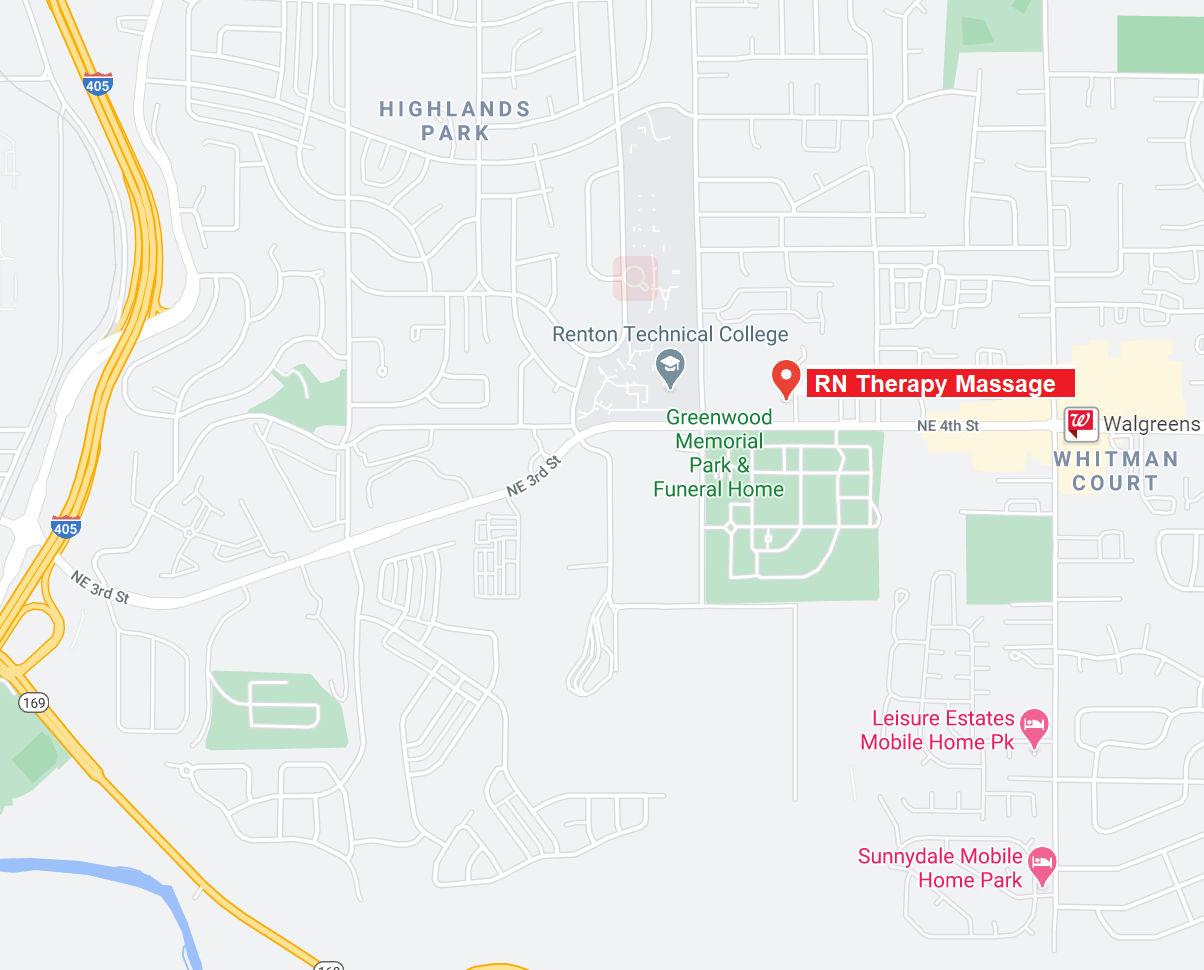 405
HIGHLANDS
PARK
Renton Technical College
RN Therapy Massage
Greenwood
Memorial
Park &
Funeral Home
NE 4th St
W
Walgreens
WHITMAN
COURT
NE 3rd St
405
NE 3rd St
169
Leisure Estates
Mobile Home Pk
Sunnydale Mobile
Home Park
169